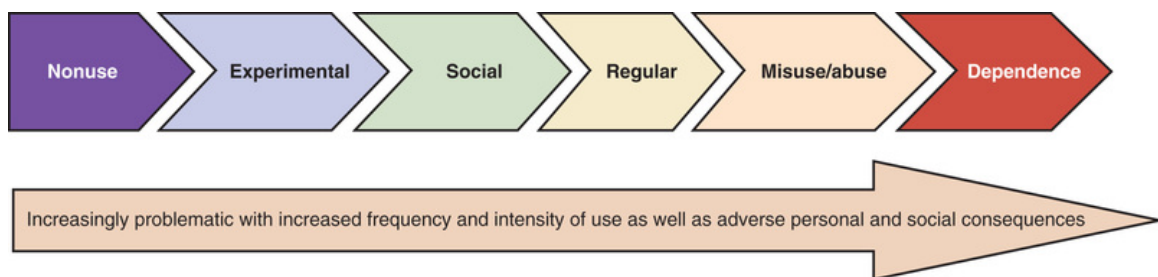 Nonuse
Experimental
Social
Regular
Misuse/abuse
Dependence
Increasingly problematic with increased frequency and intensity of use as well as adverse personal and social consequences